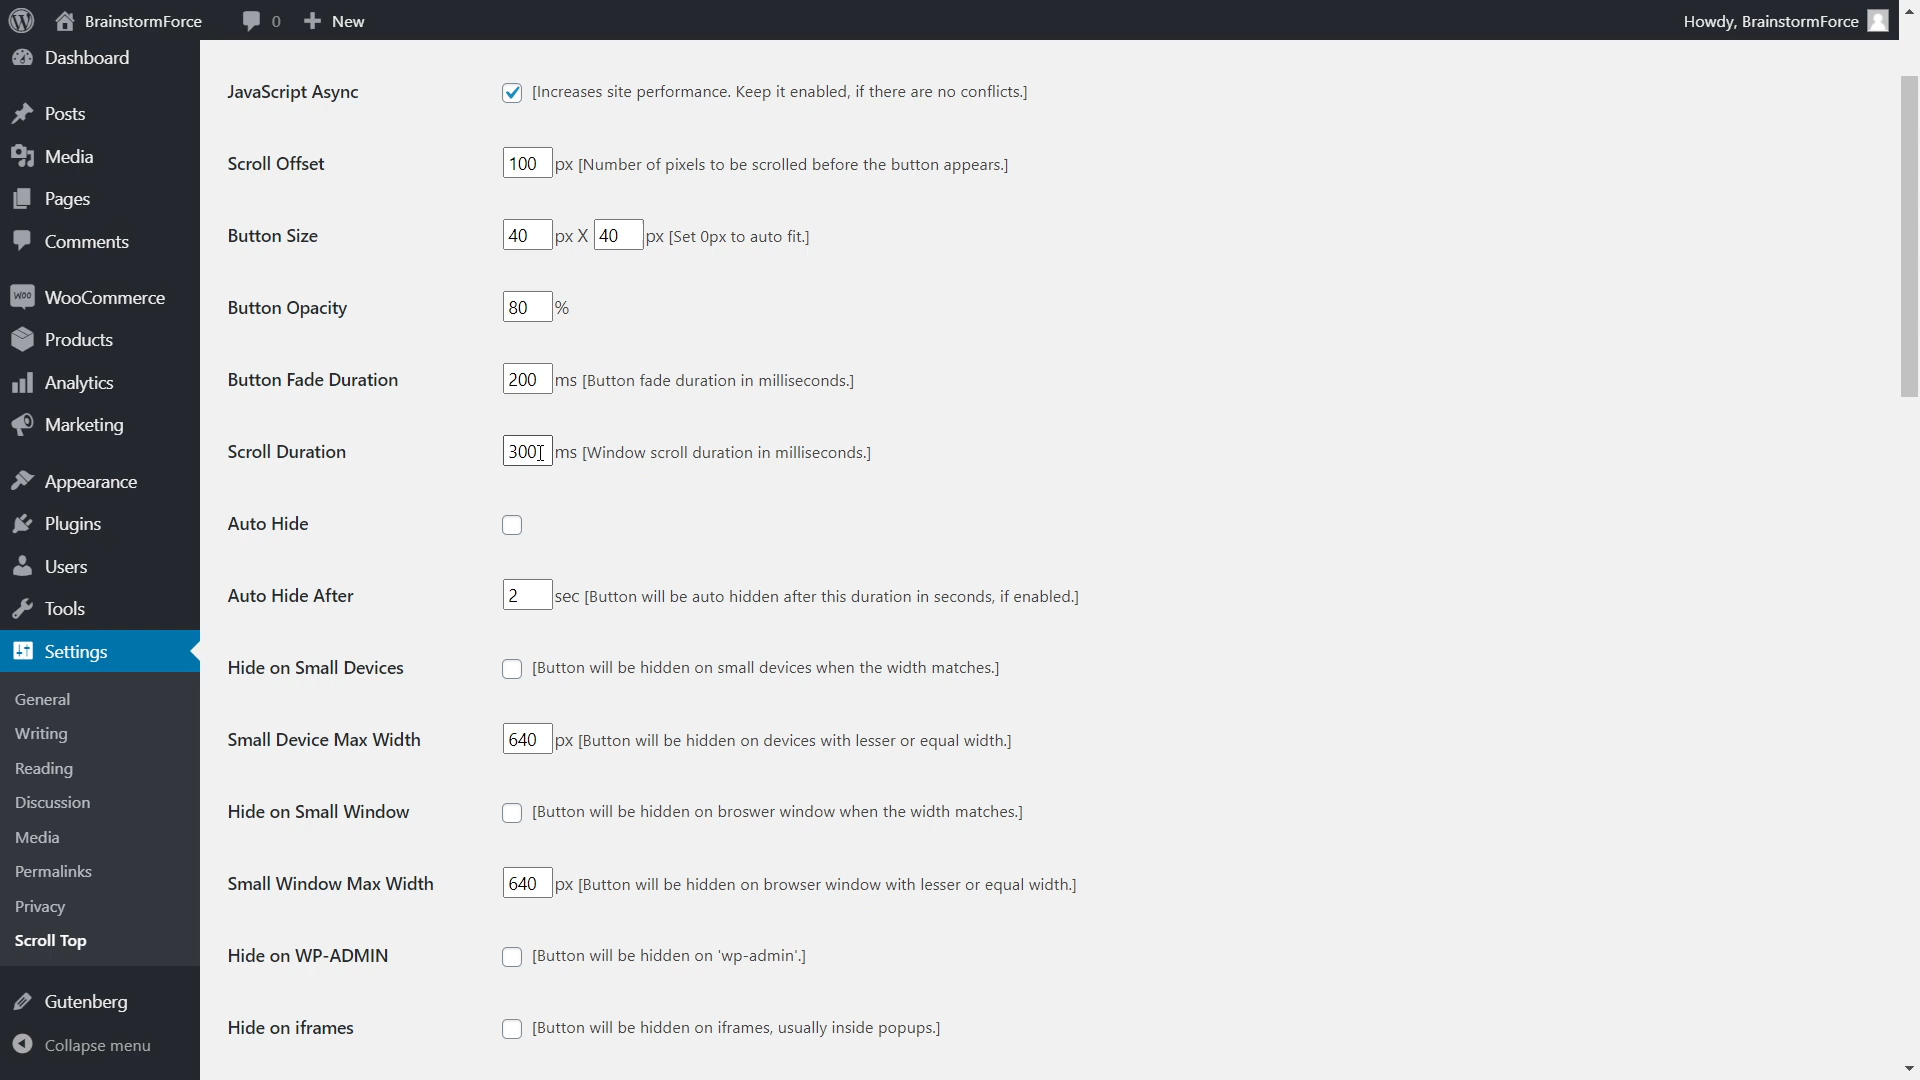 BrainstormForce 0 New Howdy, BrainstormForce
Dashboard
Posts
Media
Pages
Comments
WOO WooCommerce
Products
Analytics
Marketing
Appearance
Plugins
Users
Tools
Settings
General
Writing
Reading
Discussion
Media
Permalinks
Privacy
Scroll Top
Gutenberg
Collapse menu
JavaScript Async [Increases site performance. Keep it enabled, if there are no conflicts.]
Scroll Offset 100 px [Number of pixels to be scrolled before the button appears.]
Button Size 40 px X 40 px [Set 0px to auto fit.]
Button Opacity 80 %
Button Fade Duration 200 ms [Button fade duration in milliseconds.]
Scroll Duration 300 ms [Window scroll duration in milliseconds.]
Auto Hide
Auto Hide After 2 sec [Button will be auto hidden after this duration in seconds, if enabled.]
Hide on Small Devices [Button will be hidden on small devices when the width matches.]
Small Device Max Width 640 px [Button will be hidden on devices with lesser or equal width.]
Hide on Small Window [Button will be hidden on broswer window when the width matches.]
Small Window Max Width 640 px [Button will be hidden on browser window with lesser or equal width.]
Hide on WP-ADMIN [Button will be hidden on 'wp-admin'.]
Hide on iframes [Button will be hidden on iframes, usually inside popups.]